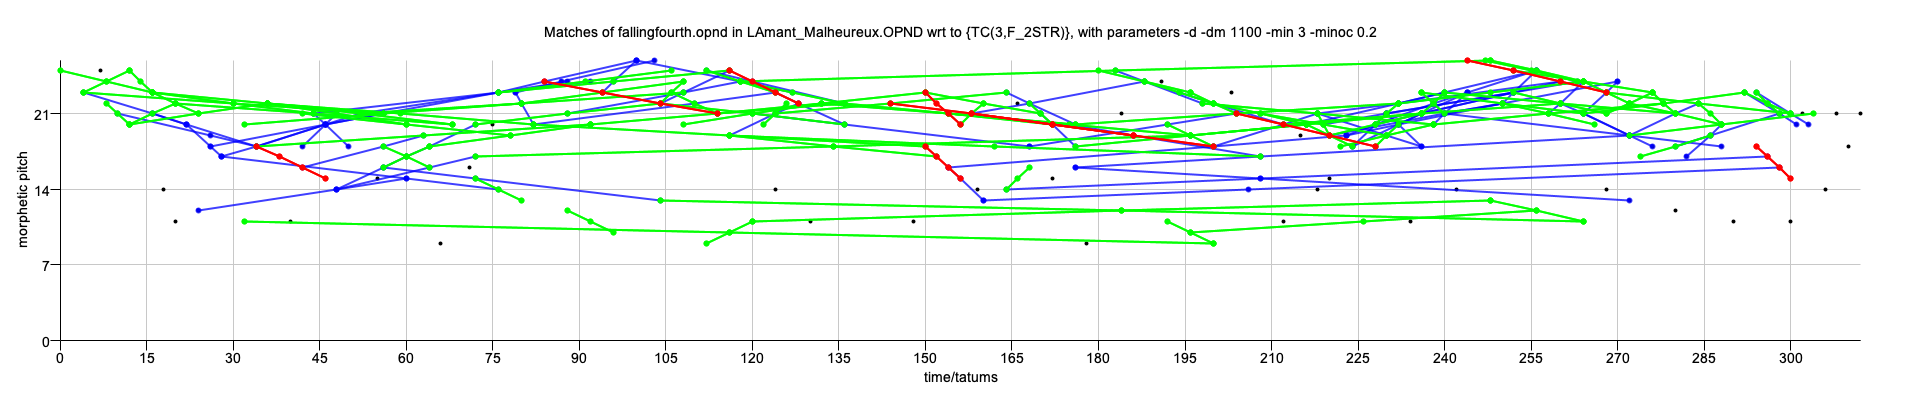 Matches of fallingfourth.opnd in LAmant_Malheureux.OPND wrt to {TC(3,F_2STR)}, with parameters -d -dm 1100 -min 3 -minoc 0.2
morphetic pitch
21
14
7
0
0 15 30 45 60 75 90 105 120 135 150 165 180 195 210 225 240 255 270 285 300
time/tatums